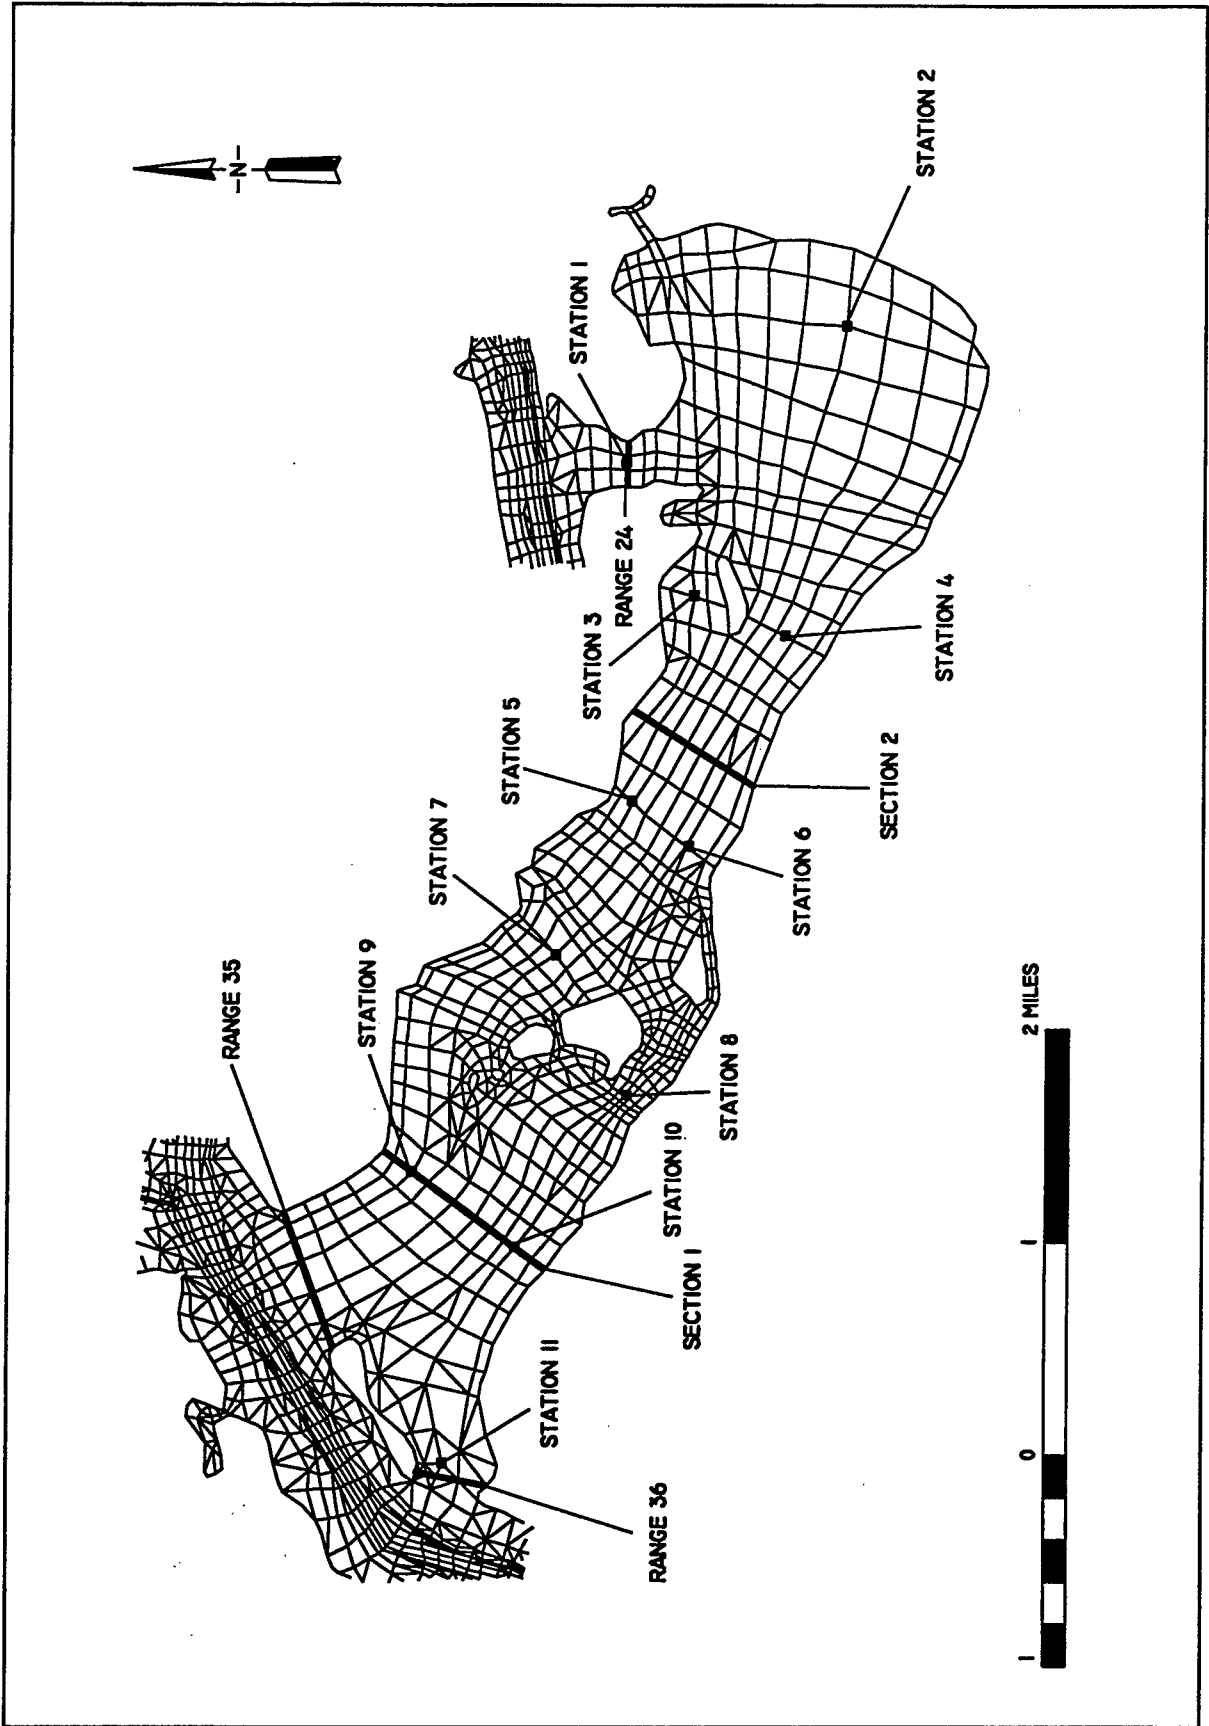 -N-
STATION 2
STATION 1
RANGE 24
STATION 3
STATION 4
STATION 5
SECTION 2
STATION 7
STATION 6
STATION 9
RANGE 35
STATION 8
STATION 10
SECTION 1
STATION 11
RANGE 36
1 0 1 2 MILES